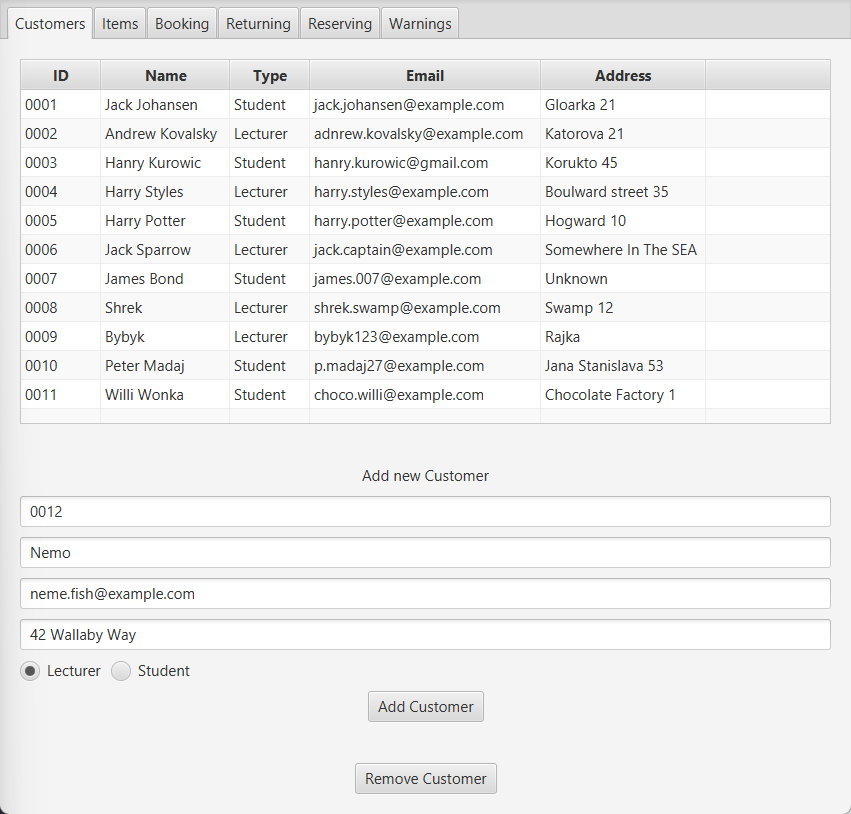 Customers Items Booking Returning Reserving Warnings
ID Name Type Email Address
0001 Jack Johansen Student jack.johansen@example.com Gloarka 21
0002 Andrew Kovalsky Lecturer adnrew.kovalsky@example.com Katorova 21
0003 Hanry Kurowic Student hanry.kurowic@gmail.com Korukto 45
0004 Harry Styles Lecturer harry.styles@example.com Boulward street 35
0005 Harry Potter Student harry.potter@example.com Hogward 10
0006 Jack Sparrow Lecturer jack.captain@example.com Somewhere In The SEA
0007 James Bond Student james.007@example.com Unknown
0008 Shrek Lecturer shrek.swamp@example.com Swamp 12
0009 Bybyk Lecturer bybyk123@example.com Rajka
0010 Peter Madaj Student p.madaj27@example.com Jana Stanislava 53
0011 Willi Wonka Student choco.willi@example.com Chocolate Factory 1
Add new Customer
0012
Nemo
neme.fish@example.com
42 Wallaby Way
Lecturer Student
Add Customer
Remove Customer